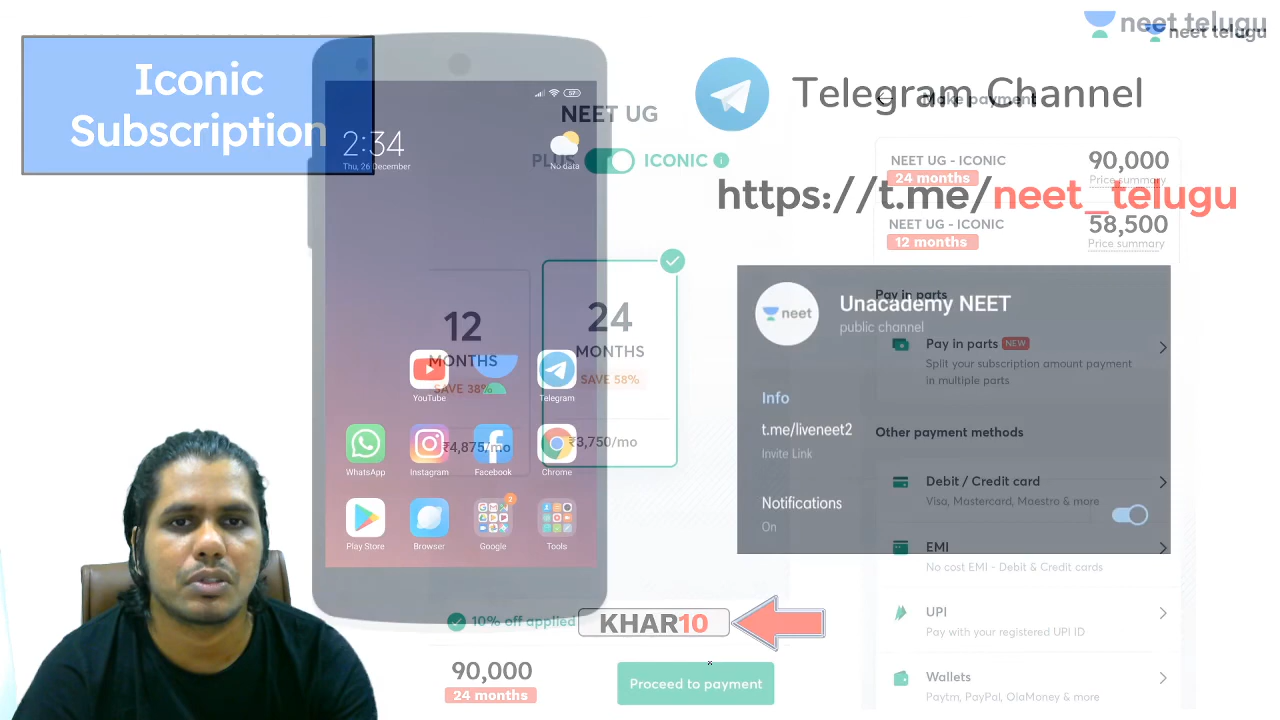 Iconic
Subscription
neet telugu
neet telugu
2:34
Thu, 26 December
57
No data
NEET UG
PLUS
ICONIC
12
MONTHS
SAVE 38%
₹4,875/mo
24
MONTHS
SAVE 58%
₹3,750/mo
YouTube
Telegram
WhatsApp
Instagram
Facebook
Chrome
Play Store
Browser
Google
2
Tools
10% off applied
KHAR10
90,000
24 months
Proceed to payment
Telegram Channel
https://t.me/neet_telugu
Make payment
NEET UG - ICONIC
24 months
90,000
Price summary
NEET UG - ICONIC
12 months
58,500
Price summary
neet
Unacademy NEET
public channel
Info
t.me/liveneet2
Invite Link
Notifications
On
Pay in parts
Pay in parts NEW
Split your subscription amount payment
in multiple parts
Other payment methods
Debit / Credit card
Visa, Mastercard, Maestro & more
EMI
No cost EMI - Debit & Credit cards
UPI
Pay with your registered UPI ID
Wallets
Paytm, PayPal, OlaMoney & more